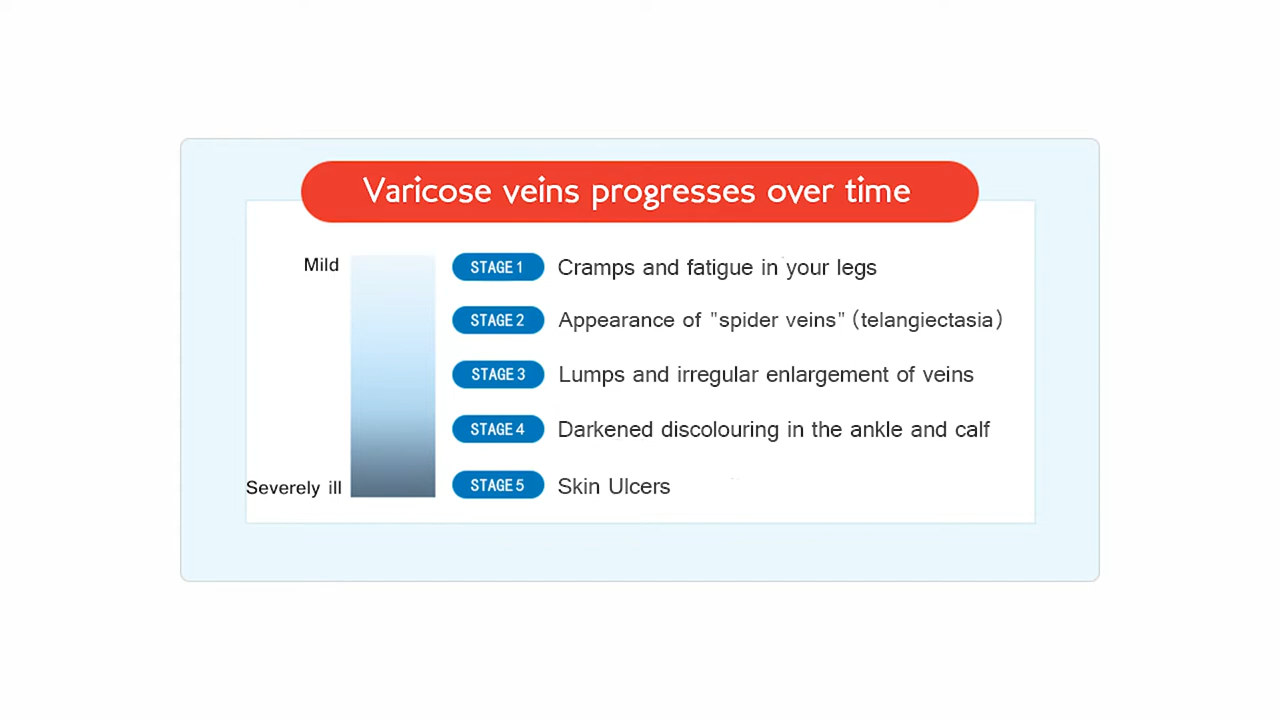 Varicose veins progresses over time
Mild
STAGE 1 Cramps and fatigue in your legs
STAGE 2 Appearance of "spider veins" (telangiectasia)
STAGE 3 Lumps and irregular enlargement of veins
STAGE 4 Darkened discolouring in the ankle and calf
Severely ill
STAGE 5 Skin Ulcers